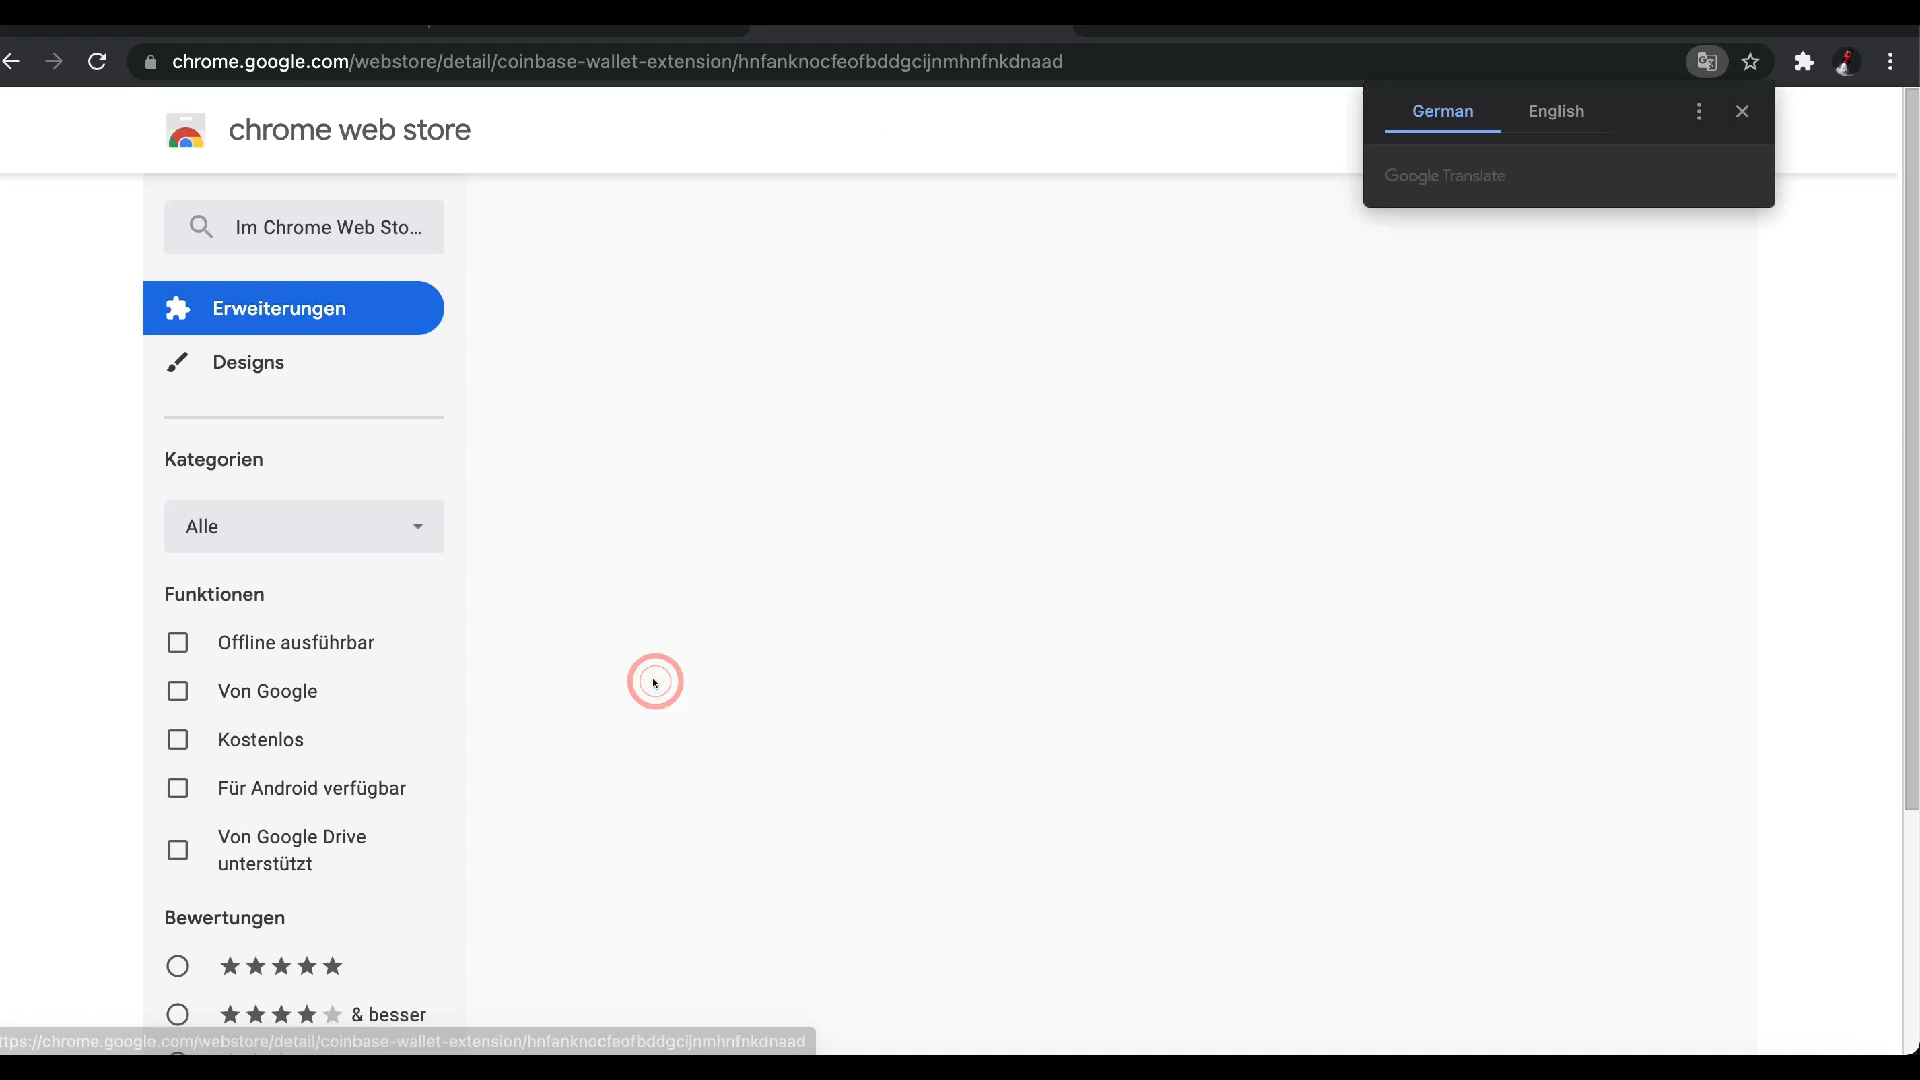 chrome.google.com/webstore/detail/coinbase-wallet-extension/hnfanknocfeofbddgcijnmhnfnkdnaad
German English
Google Translate
chrome web store
Im Chrome Web Sto...
Erweiterungen
Designs
Kategorien
Alle
Funktionen
Offline ausführbar
Von Google
Kostenlos
Für Android verfügbar
Von Google Drive
unterstützt
Bewertungen
& besser
ttps://chrome.google.com/webstore/detail/coinbase-wallet-extension/hnfanknocfeofbddgcijnmhnfnkdnaad